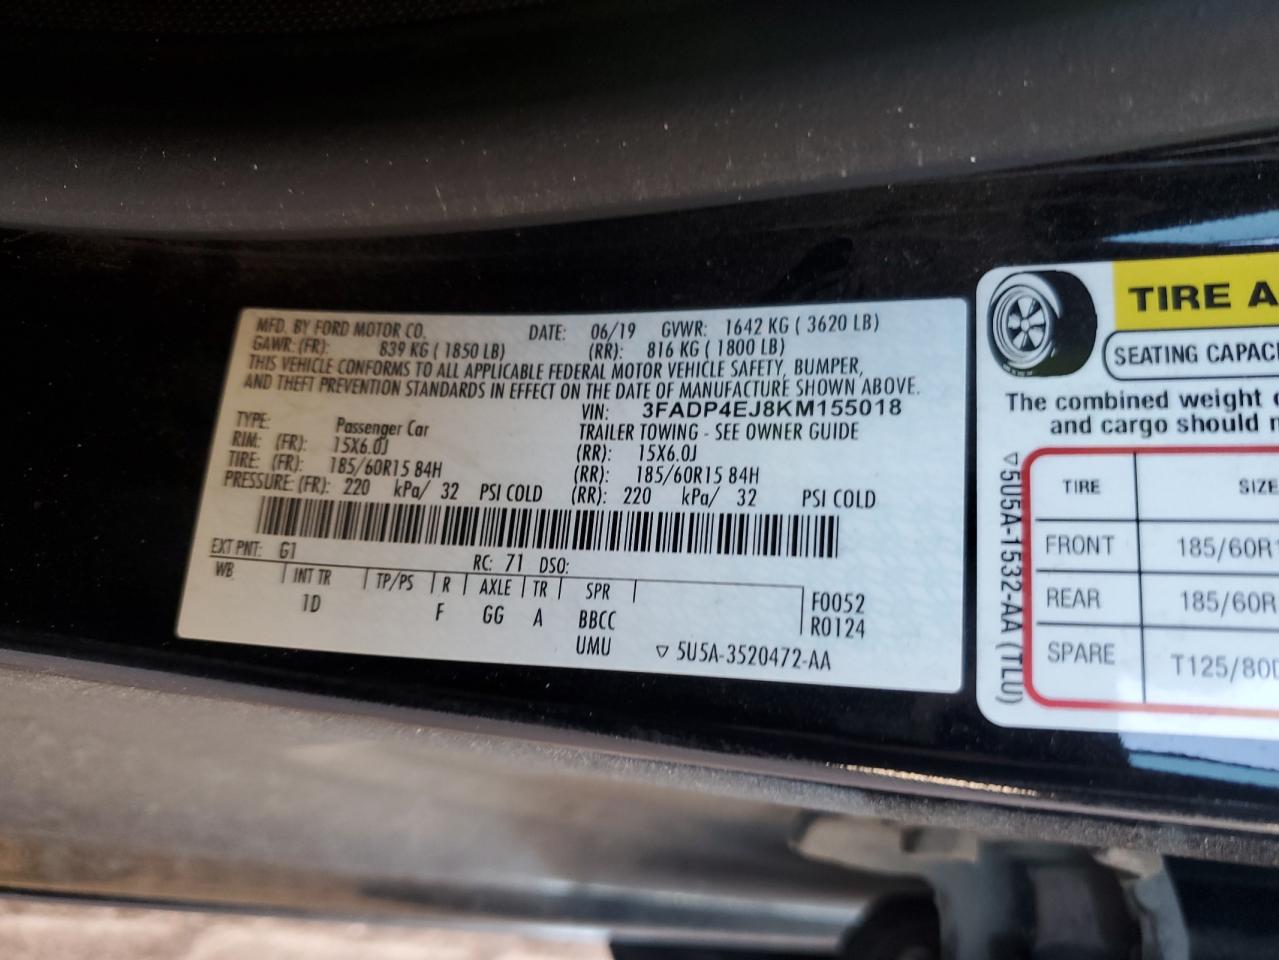 MFD. BY FORD MOTOR CO. DATE: 06/19 GVWR: 1642 KG ( 3620 LB)
GAWR: (FR): 839 KG ( 1850 LB) (RR): 816 KG ( 1800 LB)
THIS VEHICLE CONFORMS TO ALL APPLICABLE FEDERAL MOTOR VEHICLE SAFETY, BUMPER,
AND THEFT PREVENTION STANDARDS IN EFFECT ON THE DATE OF MANUFACTURE SHOWN ABOVE.
VIN: 3FADP4EJ8KM155018
TYPE: Passenger Car TRAILER TOWING - SEE OWNER GUIDE
RIM: (FR): 15X6.0J (RR): 15X6.0J
TIRE: (FR): 185/60R15 84H (RR): 185/60R15 84H
PRESSURE: (FR): 220 kPa/ 32 PSI COLD (RR): 220 kPa/ 32 PSI COLD
EXT PNT: G1 RC: 71 DSO:
WB INT TR TP/PS R AXLE TR SPR
1D F GG A BBCC F0052
UMU R0124
▽ 5U5A-3520472-AA
TIRE A
SEATING CAPAC
The combined weight
and cargo should
TIRE SIZE
FRONT 185/60R1
REAR 185/60R
SPARE T125/80D
▽5U5A-1532-AA (TLU)